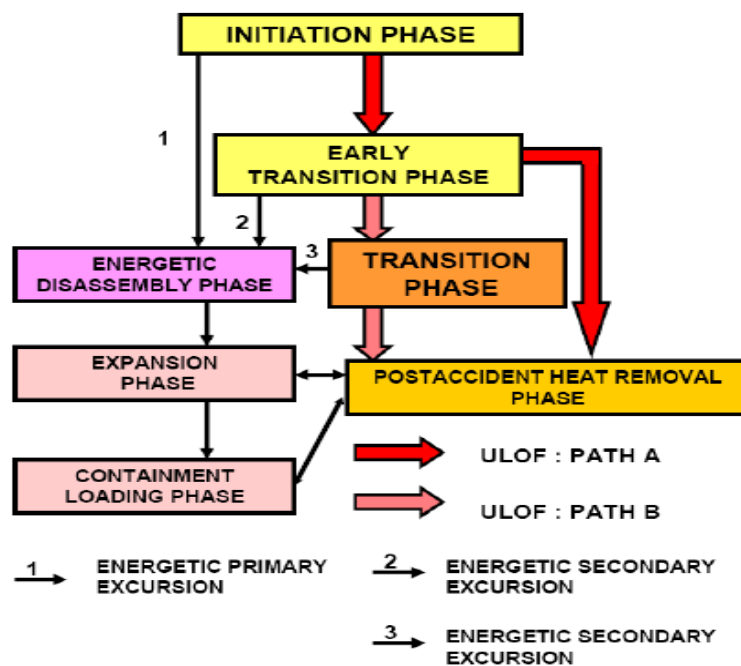 INITIATION PHASE
1
EARLY
TRANSITION PHASE
2
ENERGETIC
DISASSEMBLY PHASE
3
TRANSITION
PHASE
EXPANSION
PHASE
POSTACCIDENT HEAT REMOVAL
PHASE
CONTAINMENT
LOADING PHASE
ULOF : PATH A
ULOF : PATH B
1
ENERGETIC PRIMARY
EXCURSION
2
ENERGETIC SECONDARY
EXCURSION
3
ENERGETIC SECONDARY
EXCURSION